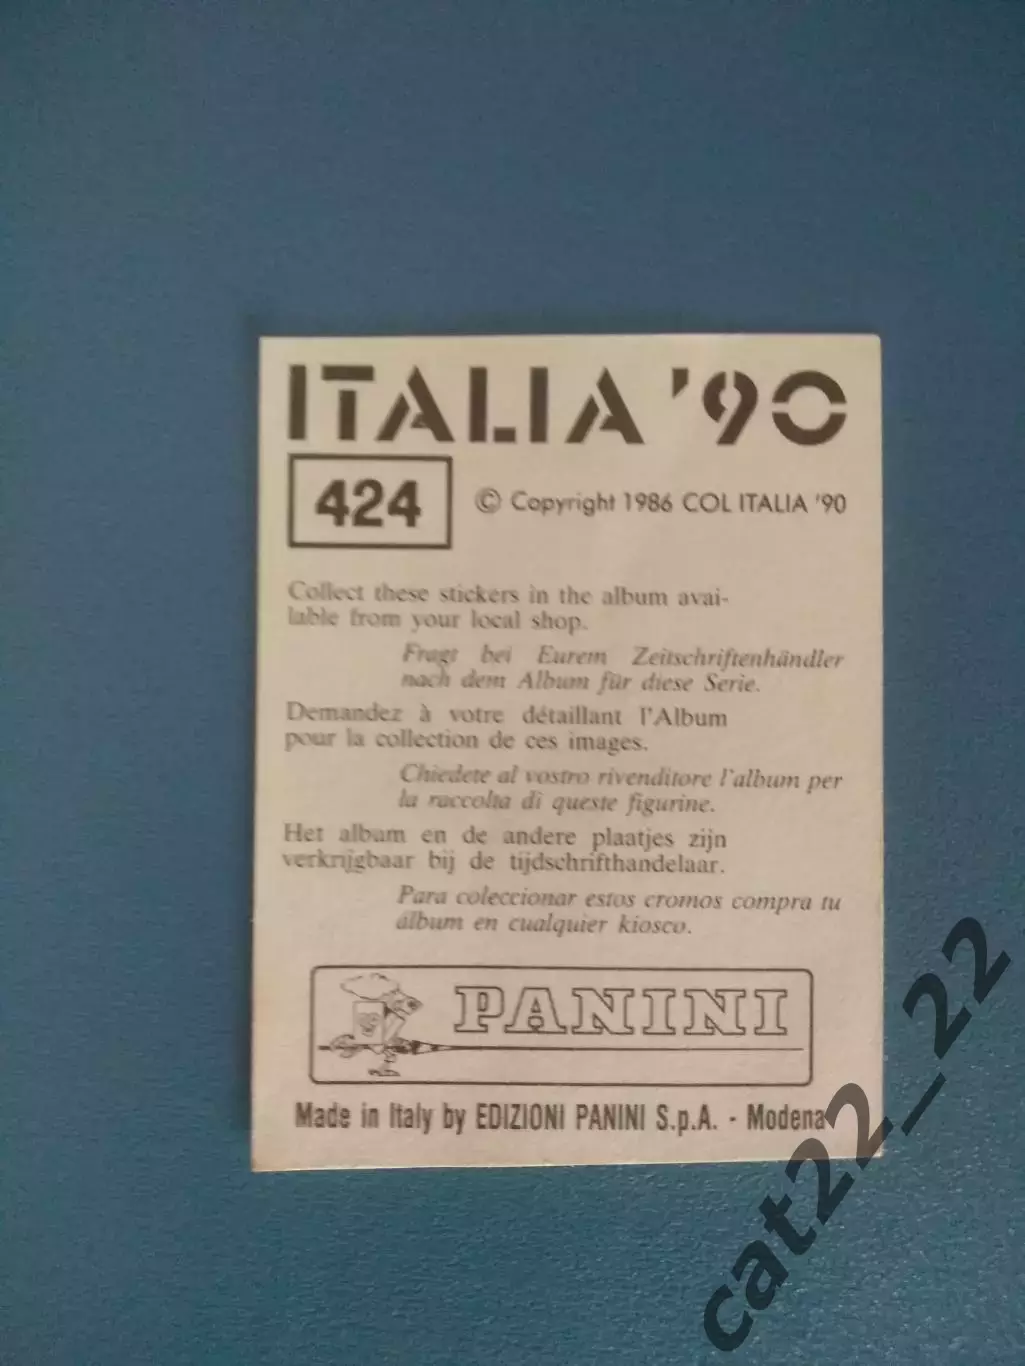 ITALIA '90
424
© Copyright 1986 COL ITALIA '90
Collect these stickers in the album avai-
lable from your local shop.
Fragt bei Eurem Zeitschriftenhändler
nach dem Album für diese Serie.
Demandez à votre détaillant l'Album
pour la collection de ces images.
Chiedete al vostro rivenditore l'album per
la raccolta di queste figurine.
Het album en de andere plaatjes zijn
verkrijgbaar bij de tijdschrifthandelaar.
Para coleccionar estos cromos compra tu
álbum en cualquier kiosco.
PANINI
Made in Italy by EDIZIONI PANINI S.p.A. - Modena
cat22_22